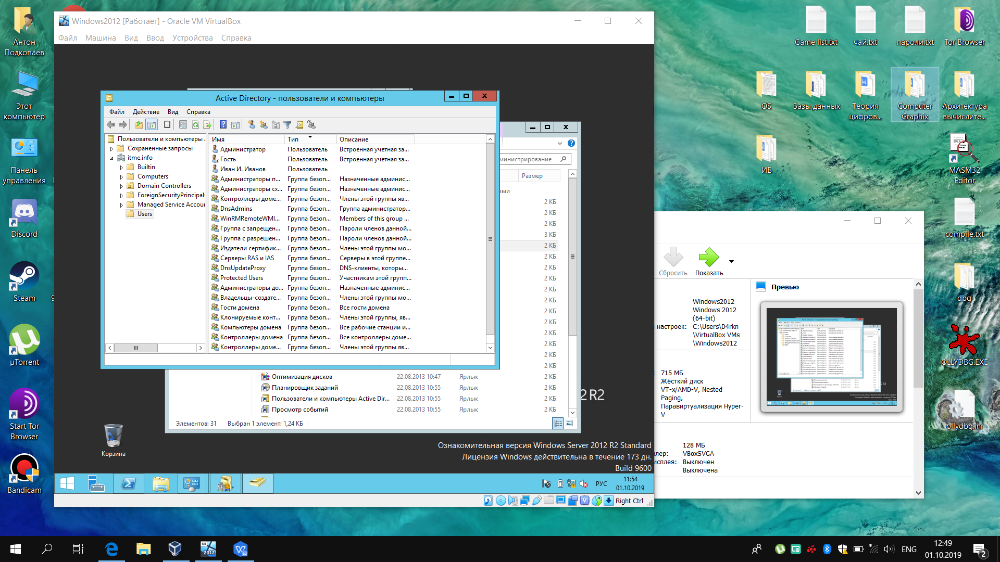 Антон
Подкопаев
Этот
компьютер
Панель
управления
Discord
Steam
µTorrent
Start Tor
Browser
Bandicam
Windows2012 [Работает] - Oracle VM VirtualBox
Файл Машина Вид Ввод Устройства Справка
Active Directory - пользователи и компьютеры
Файл Действие Вид Справка
Пользователи и компьютеры
Сохраненные запросы
itme.info
Builtin
Computers
Domain Controllers
ForeignSecurityPrincipals
Managed Service Accoun
Users
Имя Тип Описание
Администратор Пользователь Встроенная учетная за...
Гость Пользователь Встроенная учетная за...
Иван И. Иванов Пользователь
Администраторы п... Группа безоп... Назначенные админис...
Администраторы сх... Группа безоп... Назначенные админис...
Контроллеры доме... Группа безоп... Члены этой группы яв...
DnsAdmins Группа безоп... Группа администратор...
WinRMRemoteWMI... Группа безоп... Members of this group ...
Группа с запрещен... Группа безоп... Пароли членов данной...
Группа с разрешен... Группа безоп... Пароли членов данной...
Издатели сертифик... Группа безоп... Члены этой группы мо...
Серверы RAS и IAS Группа безоп... Серверы в этой группе...
DnsUpdateProxy Группа безоп... DNS-клиенты, которы...
Protected Users Группа безоп... Участникам этой групп...
Администраторы до... Группа безоп... Назначенные админис...
Владельцы-создате... Группа безоп... Члены этой группы мо...
Гости домена Группа безоп... Все гости домена
Клонируемые конт... Группа безоп... Члены этой группы, яв...
Компьютеры домена Группа безоп... Все рабочие станции и...
Контроллеры домена Группа безоп... Все контроллеры доме...
Контроллеры доме... Группа безоп... Члены этой группы яв...
министрирование
Размер
ами
2 КБ
2 КБ
2 КБ
3 КБ
2 КБ
2 КБ
2 КБ
2 КБ
2 КБ
2 КБ
2 КБ
2 КБ
2 КБ
2 КБ
2 КБ
2 КБ
Оптимизация дисков 22.08.2013 10:47 Ярлык 2 КБ
Планировщик заданий 22.08.2013 10:55 Ярлык 2 КБ
Пользователи и компьютеры Active Dir... 22.08.2013 10:55 Ярлык 2 КБ
Просмотр событий 22.08.2013 10:55 Ярлык 2 КБ
Элементов: 31 Выбран 1 элемент: 1,24 КБ
2 R2
Корзина
Ознакомительная версия Windows Server 2012 R2 Standard
Лицензия Windows действительна в течение 173 дн.
Build 9600
РУС
11:54
01.10.2019
Right Ctrl
Game list.txt
чай.txt
пароли.txt
Tor Browser
OS
Базы данных
Теория
цифров...
Computer
Graphix
Архитектура
вычислите...
ИБ
MASM32
Editor
compile.txt
dbg
OLLYDBG.EXE
ollydbg.ini
Сбросить
Показать
Превью
Windows2012
Windows 2012
(64-bit)
настроек: C:\Users\D4rkn
\VirtualBox VMs
\Windows2012
715 МБ
Жёсткий диск
VT-x/AMD-V, Nested
Paging,
Паравиртуализация Hyper-
V
128 МБ
лер: VBoxSVGA
исплея: Выключен
Выключена
ENG
12:49
01.10.2019
2